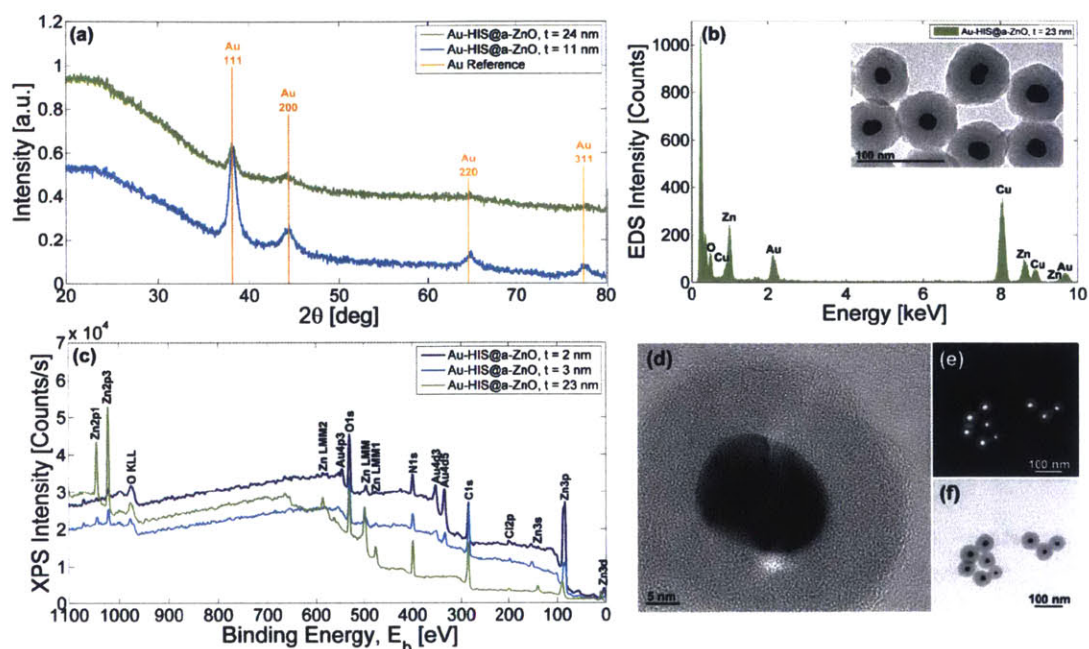 (a)
Au-HIS@a-ZnO, t = 24 nm
Au-HIS@a-ZnO, t = 11 nm
Au Reference
Au
111
Au
200
Au
220
Au
311
1.2
1
0.8
0.6
0.4
0.2
0
Intensity [a.u.]
20 30 40 50 60 70 80
2θ [deg]
(b)
Au-HIS@a-ZnO, t = 23 nm
100 nm
1000
800
600
400
200
0
EDS Intensity [Counts]
O
Cu
Zn
Au
Cu
Zn
Cu
Zn
Au
0 2 4 6 8 10
Energy [keV]
x 10⁴
(c)
Au-HIS@a-ZnO, t = 2 nm
Au-HIS@a-ZnO, t = 3 nm
Au-HIS@a-ZnO, t = 23 nm
7
6
5
4
3
2
1
0
XPS Intensity [Counts/s]
Zn2p1
Zn2p3
O KLL
Zn LMM2
Au4p3
O1s
Zn LMM
Zn LMM1
N1s
Au4d3
Au4d5
C1s
Cl2p
Zn3s
Zn3p
Zn3d
1100 1000 900 800 700 600 500 400 300 200 100 0
Binding Energy, E_b [eV]
(d)
5 nm
(e)
100 nm
(f)
100 nm